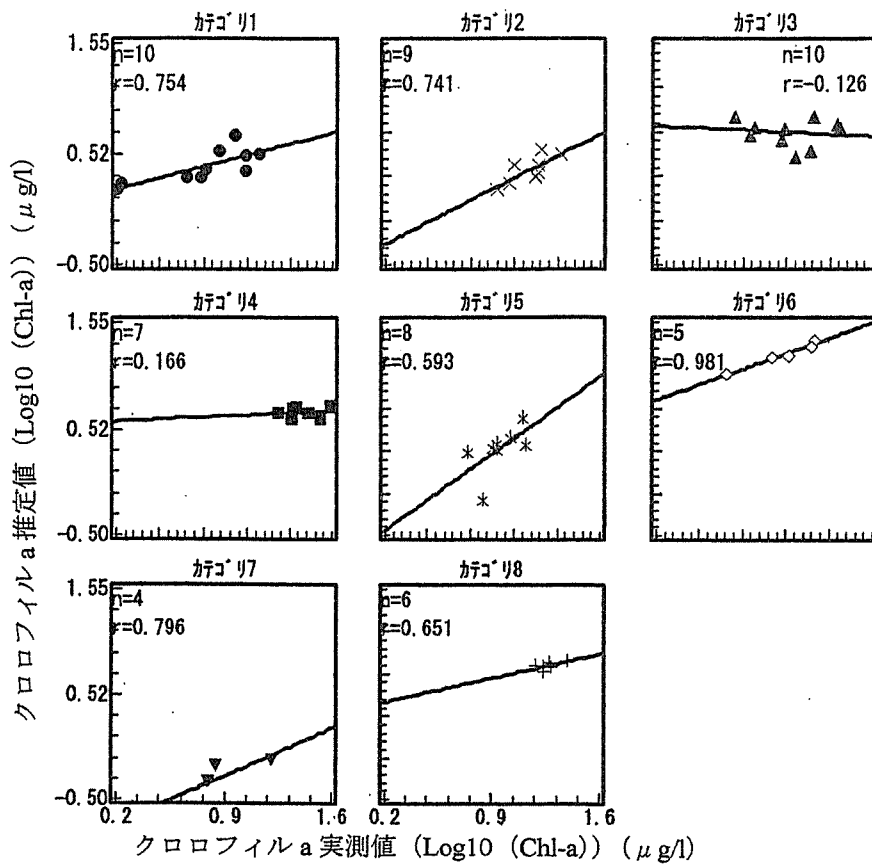 カテゴリ1
1.55
n=10
r=0.754
0.52
-0.50
カテゴリ2
n=9
r=0.741
カテゴリ3
n=10
r=-0.126
カテゴリ4
1.55
n=7
r=0.166
0.52
-0.50
カテゴリ5
n=8
r=0.593
カテゴリ6
n=5
r=0.981
カテゴリ7
1.55
n=4
r=0.796
0.52
-0.50
0.2 0.9 1.6
カテゴリ8
n=6
r=0.651
0.2 0.9 1.6
クロロフィルa推定値 (Log10 (Chl-a)) (μg/l)
クロロフィルa実測値 (Log10 (Chl-a)) (μg/l)